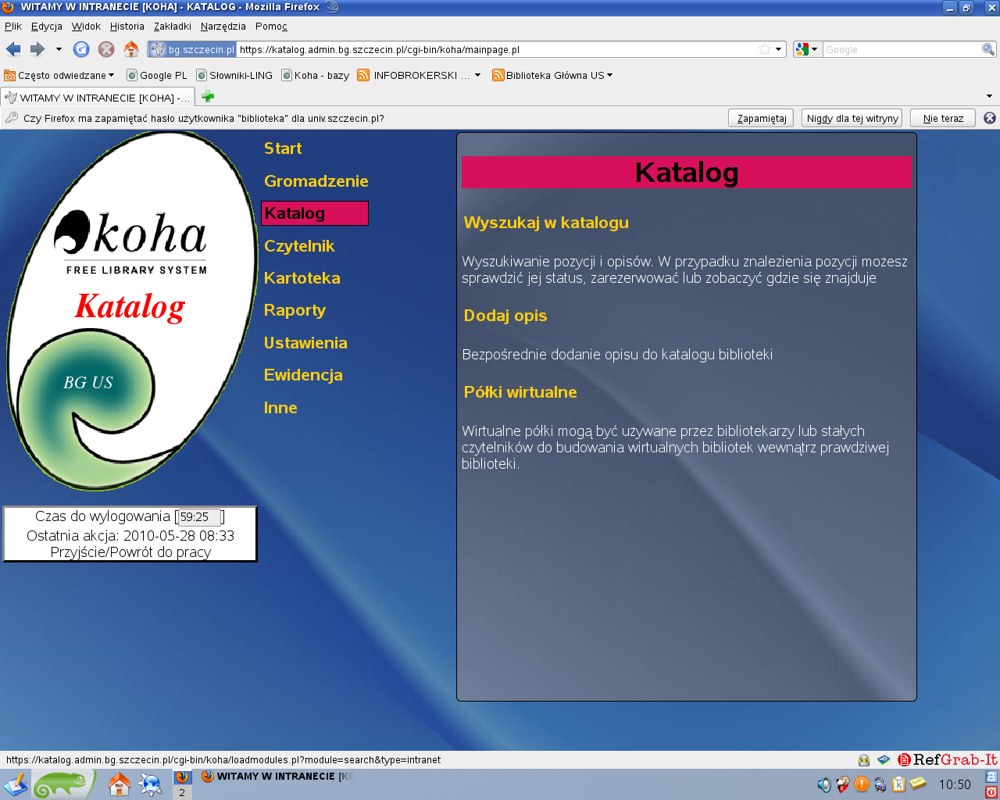 WITAMY W INTRANECIE [KOHA] - KATALOG - Mozilla Firefox
Plik Edycja Widok Historia Zakładki Narzędzia Pomoc
bg.szczecin.pl https://katalog.admin.bg.szczecin.pl/cgi-bin/koha/mainpage.pl Google
Często odwiedzane Google PL Słowniki-LING Koha - bazy INFOBROKERSKI ... Biblioteka Główna US
WITAMY W INTRANECIE [KOHA] -...
Czy Firefox ma zapamiętać hasło użytkownika "biblioteka" dla univ.szczecin.pl? Zapamiętaj Nigdy dla tej witryny Nie teraz
koha
FREE LIBRARY SYSTEM
Katalog
BG US
Czas do wylogowania [59:25]
Ostatnia akcja: 2010-05-28 08:33
Przyjście/Powrót do pracy
Start
Gromadzenie
Katalog
Czytelnik
Kartoteka
Raporty
Ustawienia
Ewidencja
Inne
Katalog
Wyszukaj w katalogu
Wyszukiwanie pozycji i opisów. W przypadku znalezienia pozycji możesz
sprawdzić jej status, zarezerwować lub zobaczyć gdzie się znajduje
Dodaj opis
Bezpośrednie dodanie opisu do katalogu biblioteki
Półki wirtualne
Wirtualne półki mogą być używane przez bibliotekarzy lub stałych
czytelników do budowania wirtualnych bibliotek wewnątrz prawdziwej
biblioteki.
https://katalog.admin.bg.szczecin.pl/cgi-bin/koha/loadmodules.pl?module=search&type=intranet
RefGrab-It
2
WITAMY W INTRANECIE [KO
10:50